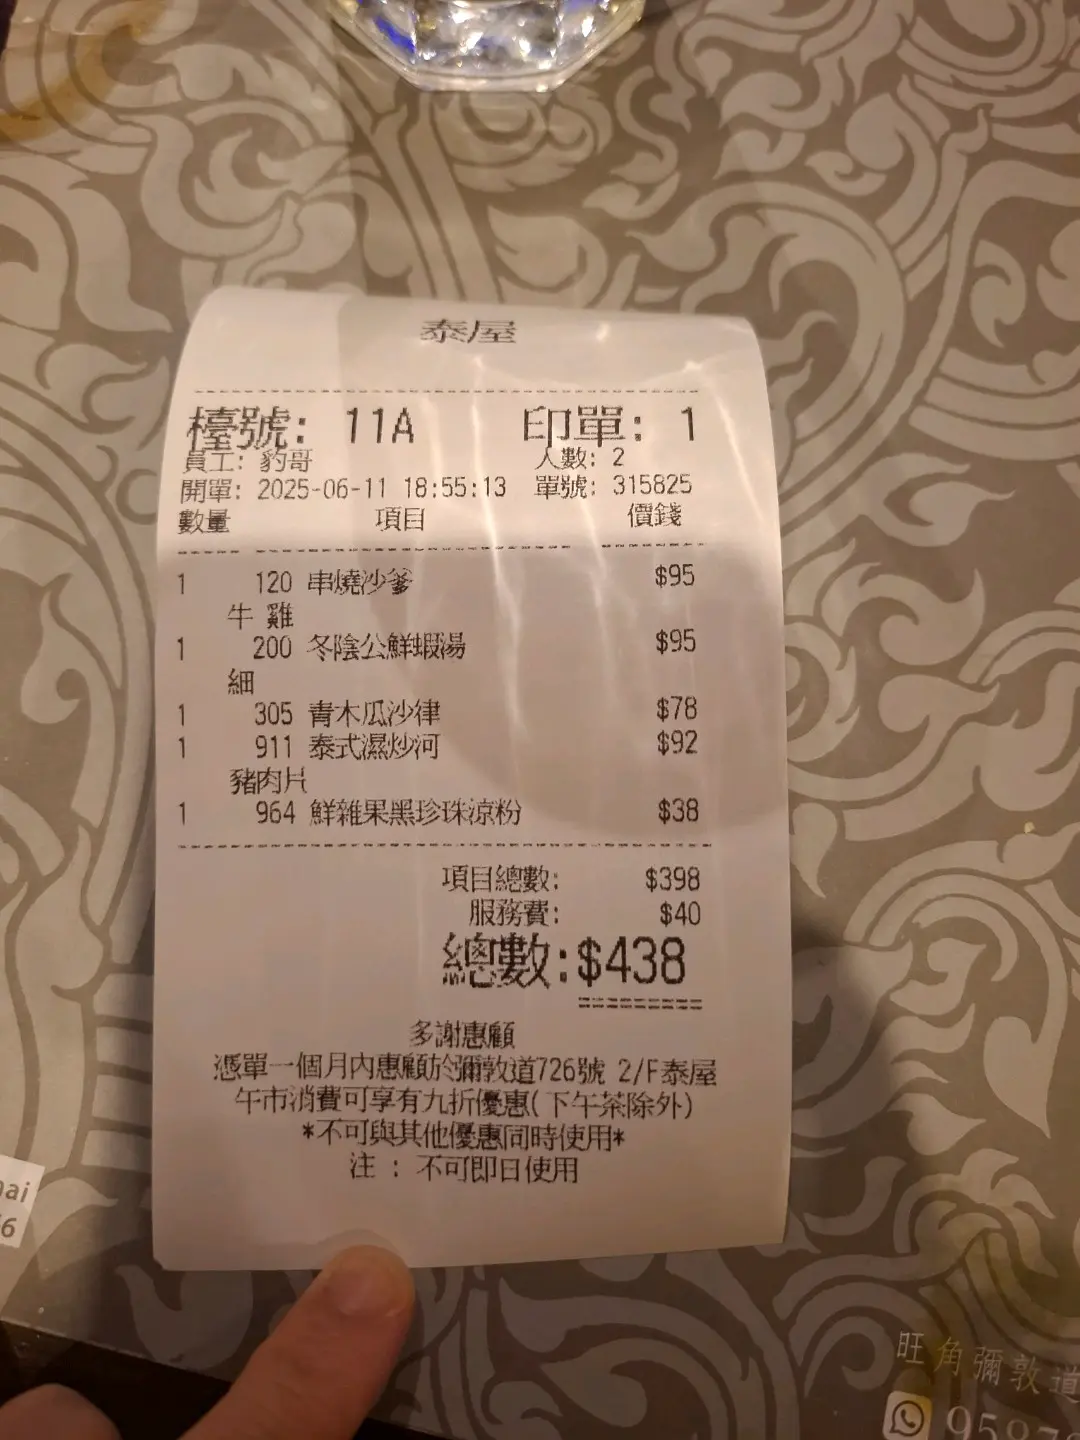 泰屋
檯號: 11A 印單: 1
員工: 豹哥 人數: 2
開單: 2025-06-11 18:55:13 單號: 315825
數量 項目 價錢
1 120 串燒沙爹 $95
牛 雞
1 200 冬陰公鮮蝦湯 $95
細
1 305 青木瓜沙律 $78
1 911 泰式濕炒河 $92
豬肉片
1 964 鮮雜果黑珍珠涼粉 $38
項目總數: $398
服務費: $40
總數:$438
多謝惠顧
憑單一個月內惠顧於彌敦道726號 2/F泰屋
午市消費可享有九折優惠(下午茶除外)
*不可與其他優惠同時使用*
注 : 不可即日使用
旺角彌敦道